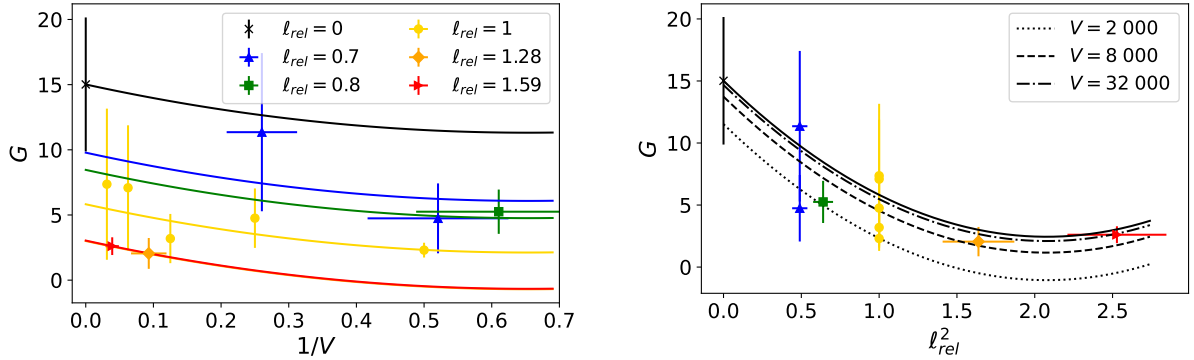 20
15
10
5
0
G
0.0 0.1 0.2 0.3 0.4 0.5 0.6 0.7
1/V
ℓrel = 0
ℓrel = 0.7
ℓrel = 0.8
ℓrel = 1
ℓrel = 1.28
ℓrel = 1.59
20
15
10
5
0
G
0.0 0.5 1.0 1.5 2.0 2.5
ℓ²rel
V = 2 000
V = 8 000
V = 32 000